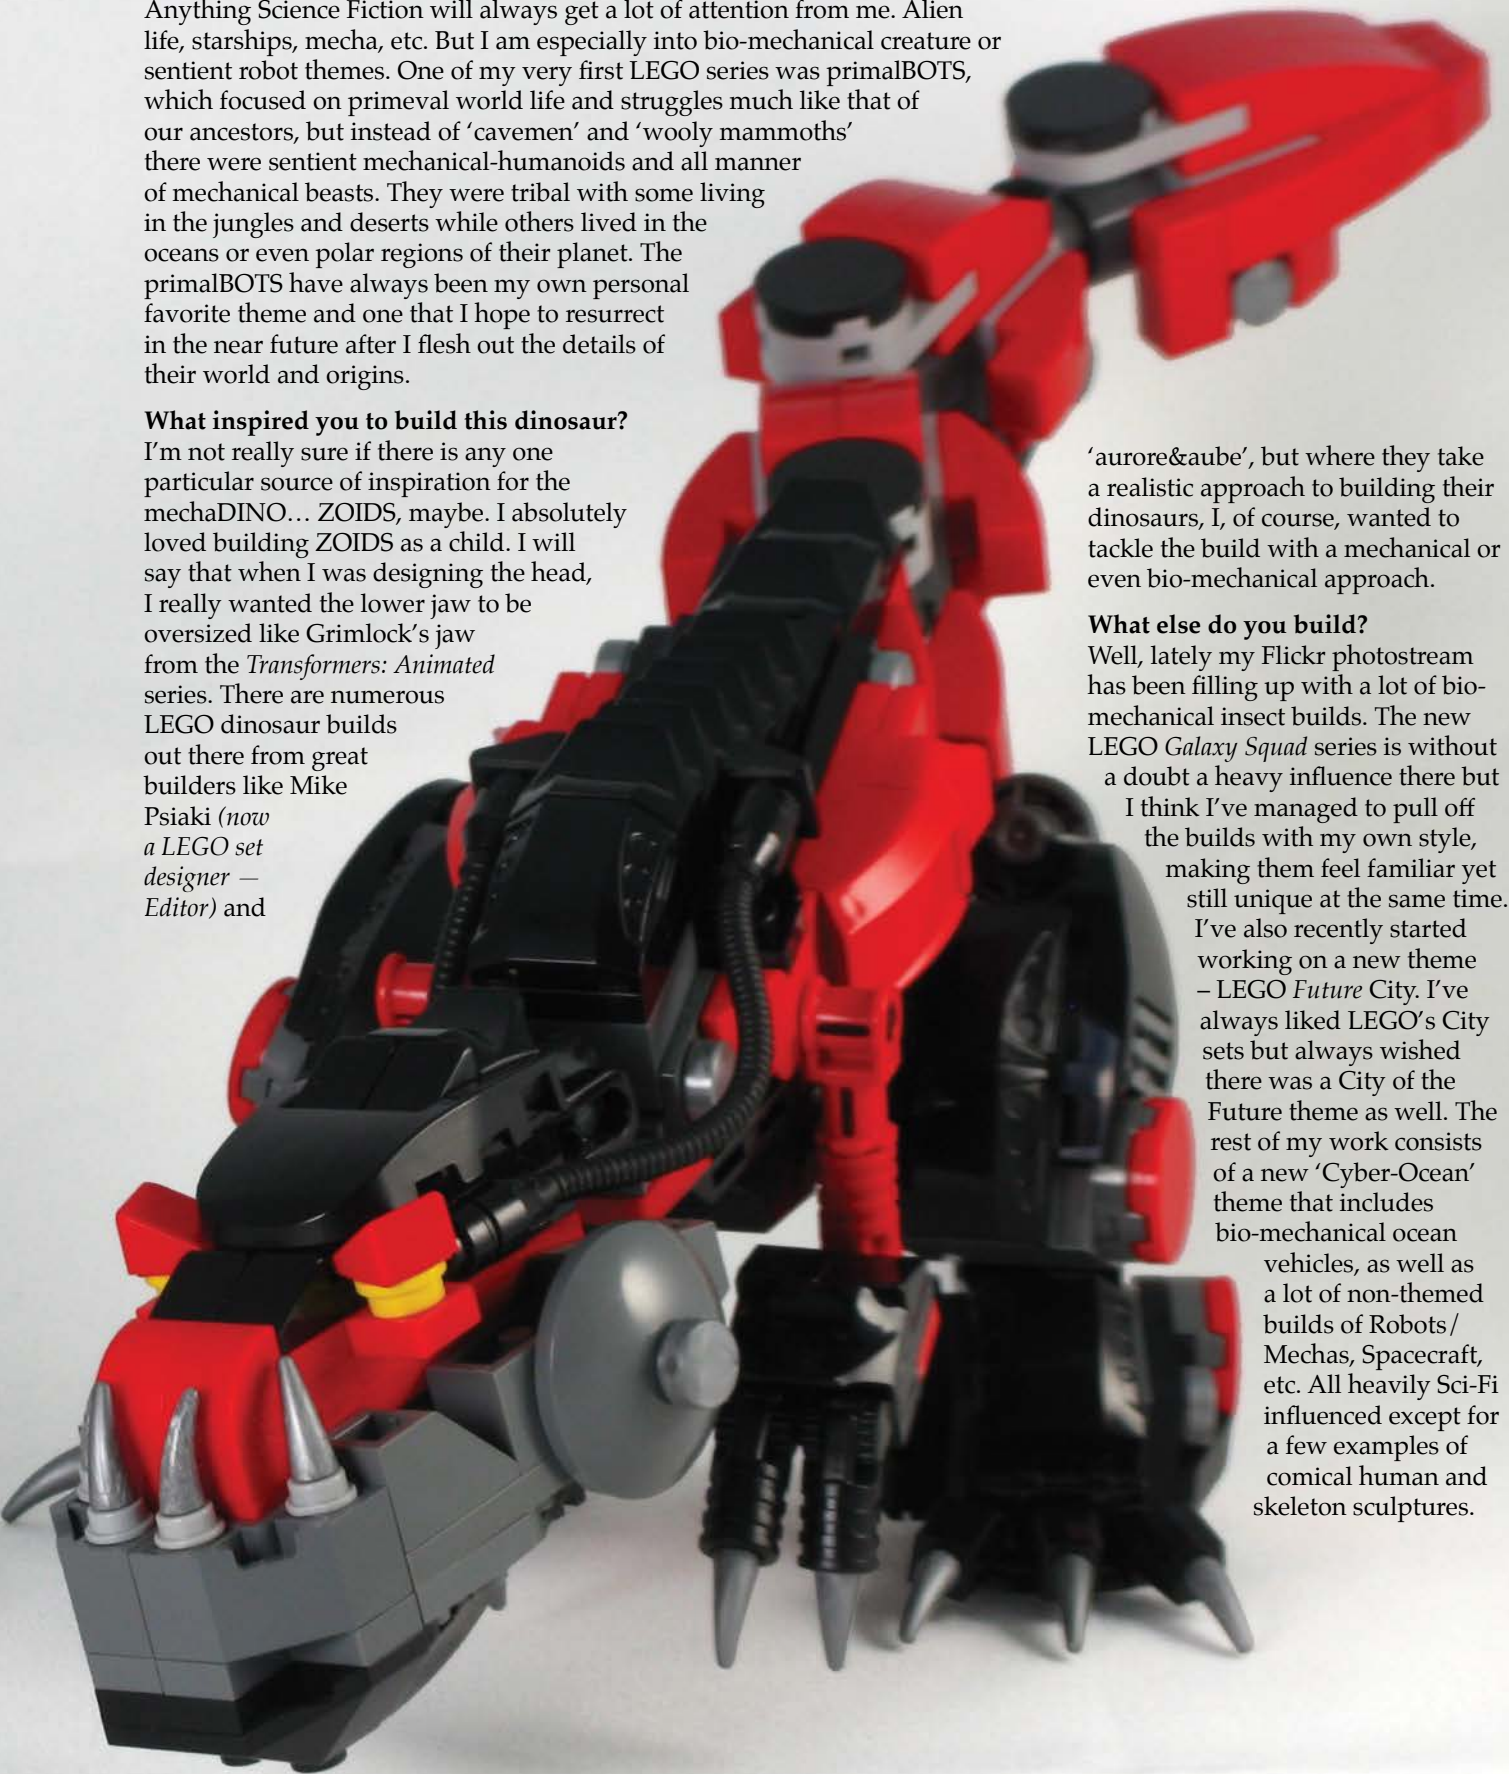 Anything Science Fiction will always get a lot of attention from me. Alien
life, starships, mecha, etc. But I am especially into bio-mechanical creature or
sentient robot themes. One of my very first LEGO series was primalBOTS,
which focused on primeval world life and struggles much like that of
our ancestors, but instead of ‘cavemen’ and ‘wooly mammoths’
there were sentient mechanical-humanoids and all manner
of mechanical beasts. They were tribal with some living
in the jungles and deserts while others lived in the
oceans or even polar regions of their planet. The
primalBOTS have always been my own personal
favorite theme and one that I hope to resurrect
in the near future after I flesh out the details of
their world and origins.
What inspired you to build this dinosaur?
I’m not really sure if there is any one
particular source of inspiration for the
mechaDINO… ZOIDS, maybe. I absolutely
loved building ZOIDS as a child. I will
say that when I was designing the head,
I really wanted the lower jaw to be
oversized like Grimlock’s jaw
from the Transformers: Animated
series. There are numerous
LEGO dinosaur builds
out there from great
builders like Mike
Psiaki (now
a LEGO set
designer —
Editor) and
‘aurore&aube’, but where they take
a realistic approach to building their
dinosaurs, I, of course, wanted to
tackle the build with a mechanical or
even bio-mechanical approach.
What else do you build?
Well, lately my Flickr photostream
has been filling up with a lot of bio-
mechanical insect builds. The new
LEGO Galaxy Squad series is without
a doubt a heavy influence there but
I think I’ve managed to pull off
the builds with my own style,
making them feel familiar yet
still unique at the same time.
I’ve also recently started
working on a new theme
– LEGO Future City. I’ve
always liked LEGO’s City
sets but always wished
there was a City of the
Future theme as well. The
rest of my work consists
of a new ‘Cyber-Ocean’
theme that includes
bio-mechanical ocean
vehicles, as well as
a lot of non-themed
builds of Robots/
Mechas, Spacecraft,
etc. All heavily Sci-Fi
influenced except for
a few examples of
comical human and
skeleton sculptures.